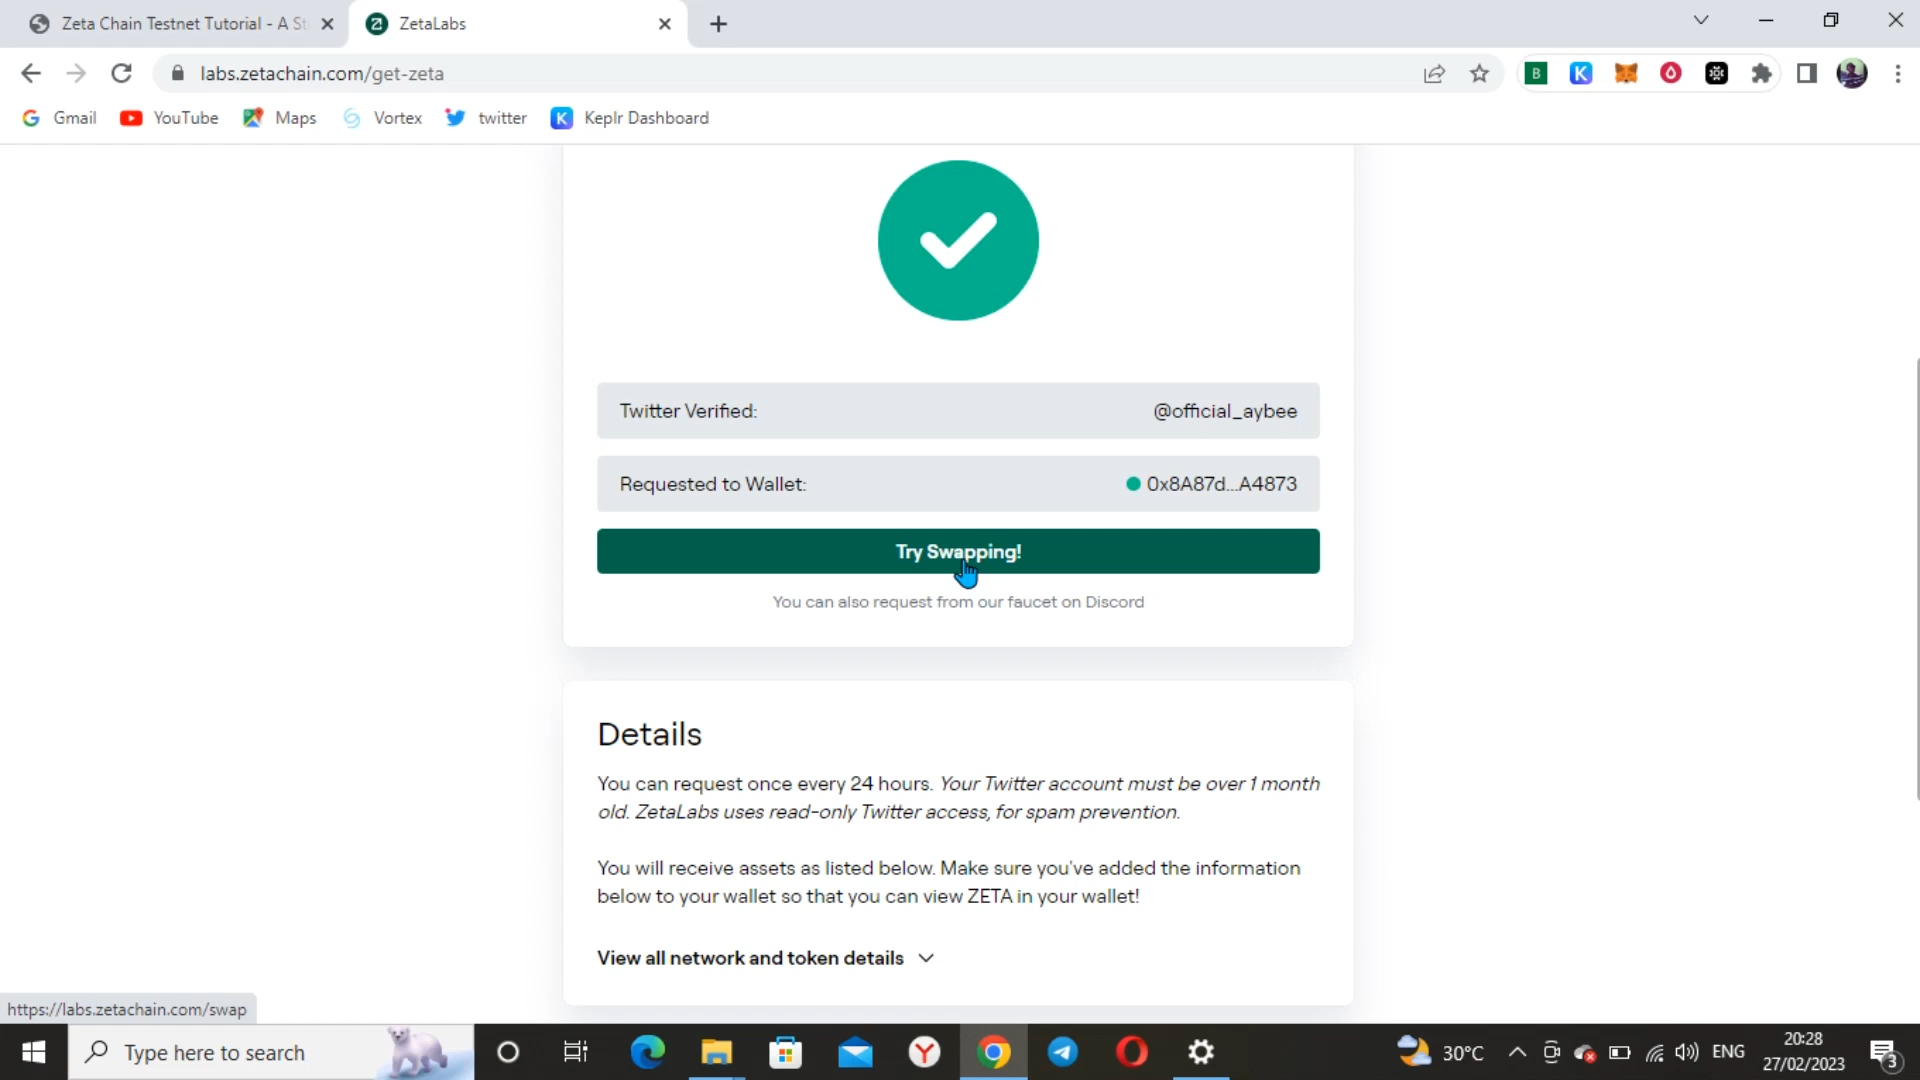 Zeta Chain Testnet Tutorial - A St
ZetaLabs
labs.zetachain.com/get-zeta
Gmail
YouTube
Maps
Vortex
twitter
Keplr Dashboard
Twitter Verified:
@official_aybee
Requested to Wallet:
0x8A87d...A4873
Try Swapping!
You can also request from our faucet on Discord
Details
You can request once every 24 hours. Your Twitter account must be over 1 month
old. ZetaLabs uses read-only Twitter access, for spam prevention.
You will receive assets as listed below. Make sure you've added the information
below to your wallet so that you can view ZETA in your wallet!
View all network and token details
https://labs.zetachain.com/swap
Type here to search
30°C
ENG
20:28
27/02/2023
3